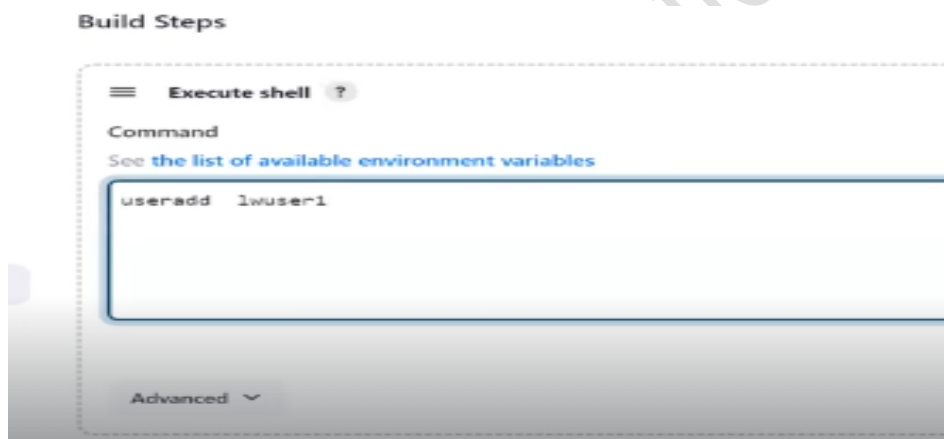 Build Steps
Execute shell ?
Command
See the list of available environment variables
useradd  lwuser1
Advanced